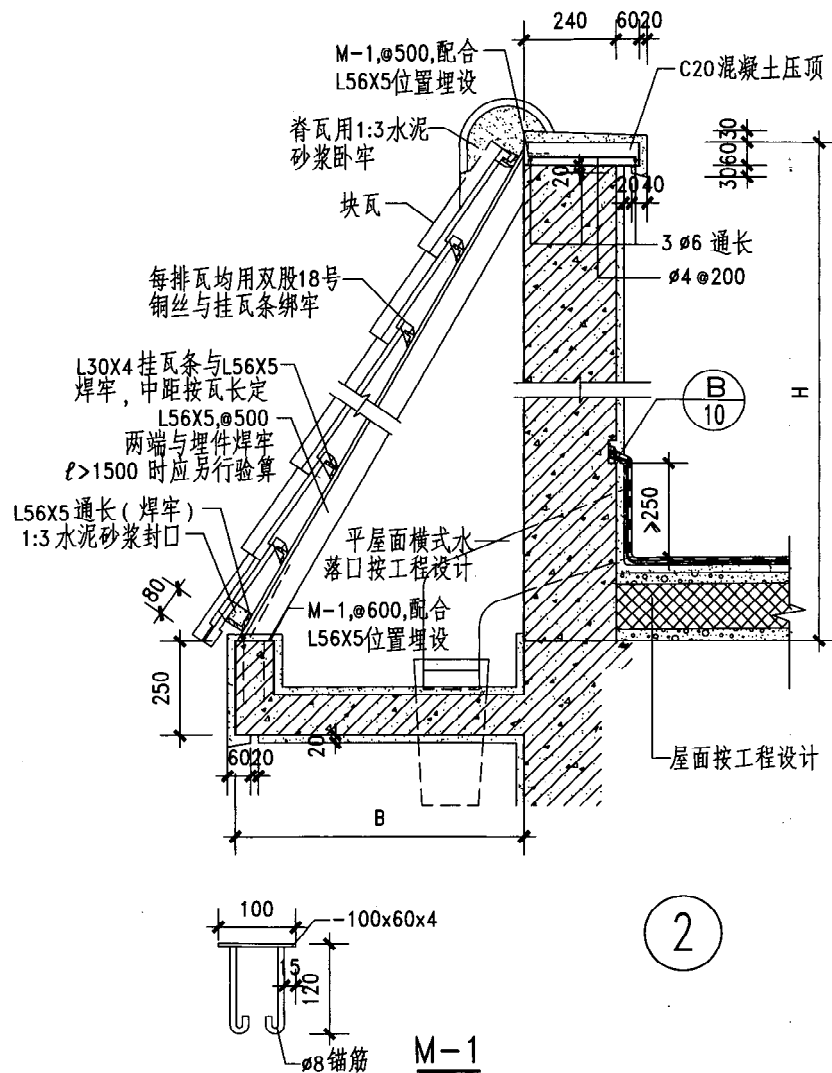 240
6020
M-1,@500,配合
L56X5位置埋设
C20混凝土压顶
脊瓦用1:3水泥
砂浆卧牢
30
60
30
20
2040
块瓦
3 ø6 通长
ø4@200
每排瓦均用双股18号
铜丝与挂瓦条绑牢
L30X4挂瓦条与L56X5
焊牢，中距按瓦长定
L56X5,@500
两端与埋件焊牢
ℓ>1500时应另行验算
B
10
H
≥250
L56X5通长(焊牢)
1:3水泥砂浆封口
平屋面横式水
落口按工程设计
80
M-1,@600,配合
L56X5位置埋设
250
20
6020
屋面按工程设计
B
100
-100x60x4
15
120
ø8锚筋
M-1
2